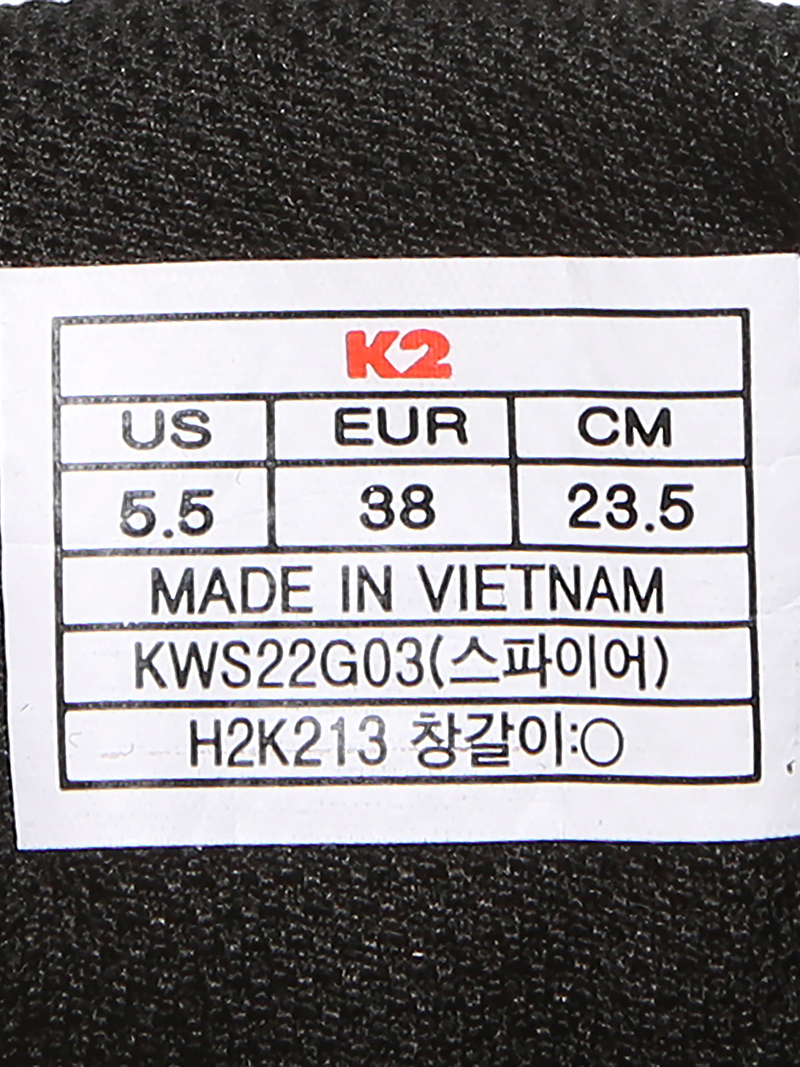 K2
US EUR CM
5.5 38 23.5
MADE IN VIETNAM
KWS22G03(스파이어)
H2K213 창갈이:○